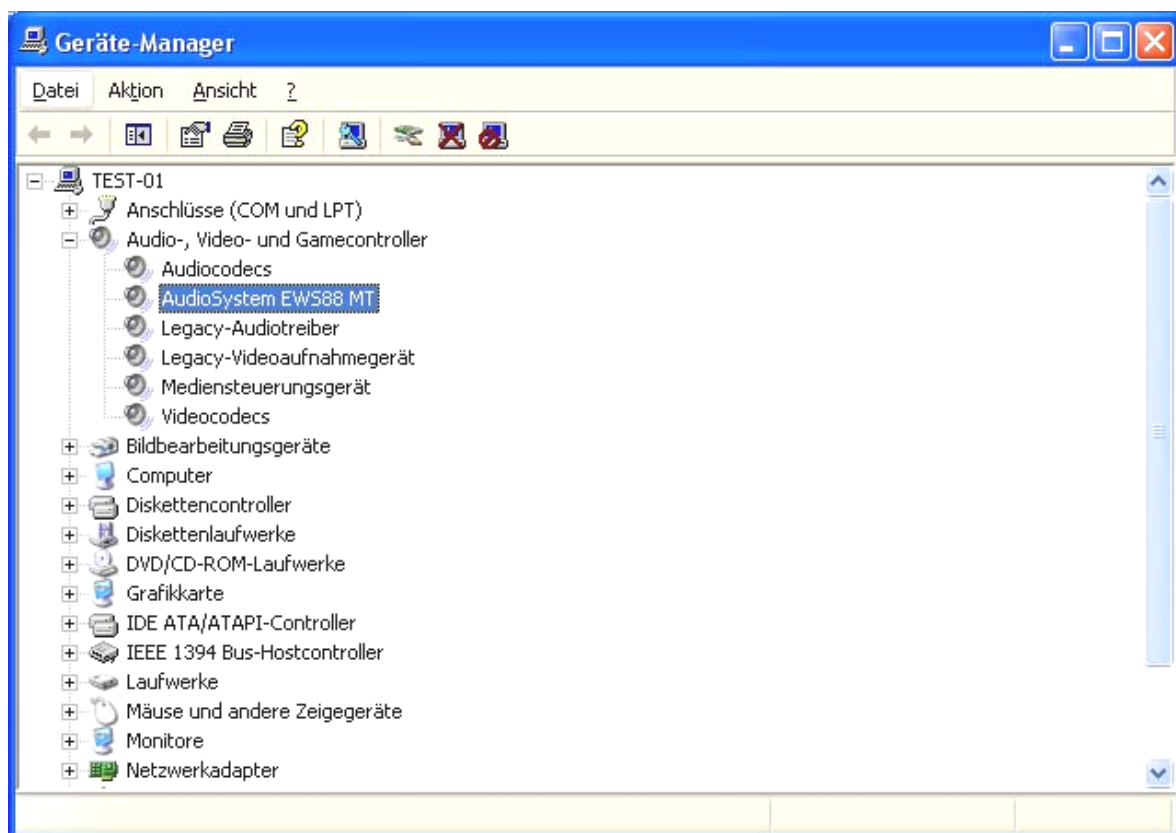 Geräte-Manager
Datei Aktion Ansicht ?
TEST-01
Anschlüsse (COM und LPT)
Audio-, Video- und Gamecontroller
Audiocodecs
AudioSystem EWS88 MT
Legacy-Audiotreiber
Legacy-Videoaufnahmegerät
Mediensteuerungsgerät
Videocodecs
Bildbearbeitungsgeräte
Computer
Diskettencontroller
Diskettenlaufwerke
DVD/CD-ROM-Laufwerke
Grafikkarte
IDE ATA/ATAPI-Controller
IEEE 1394 Bus-Hostcontroller
Laufwerke
Mäuse und andere Zeigegeräte
Monitore
Netzwerkadapter